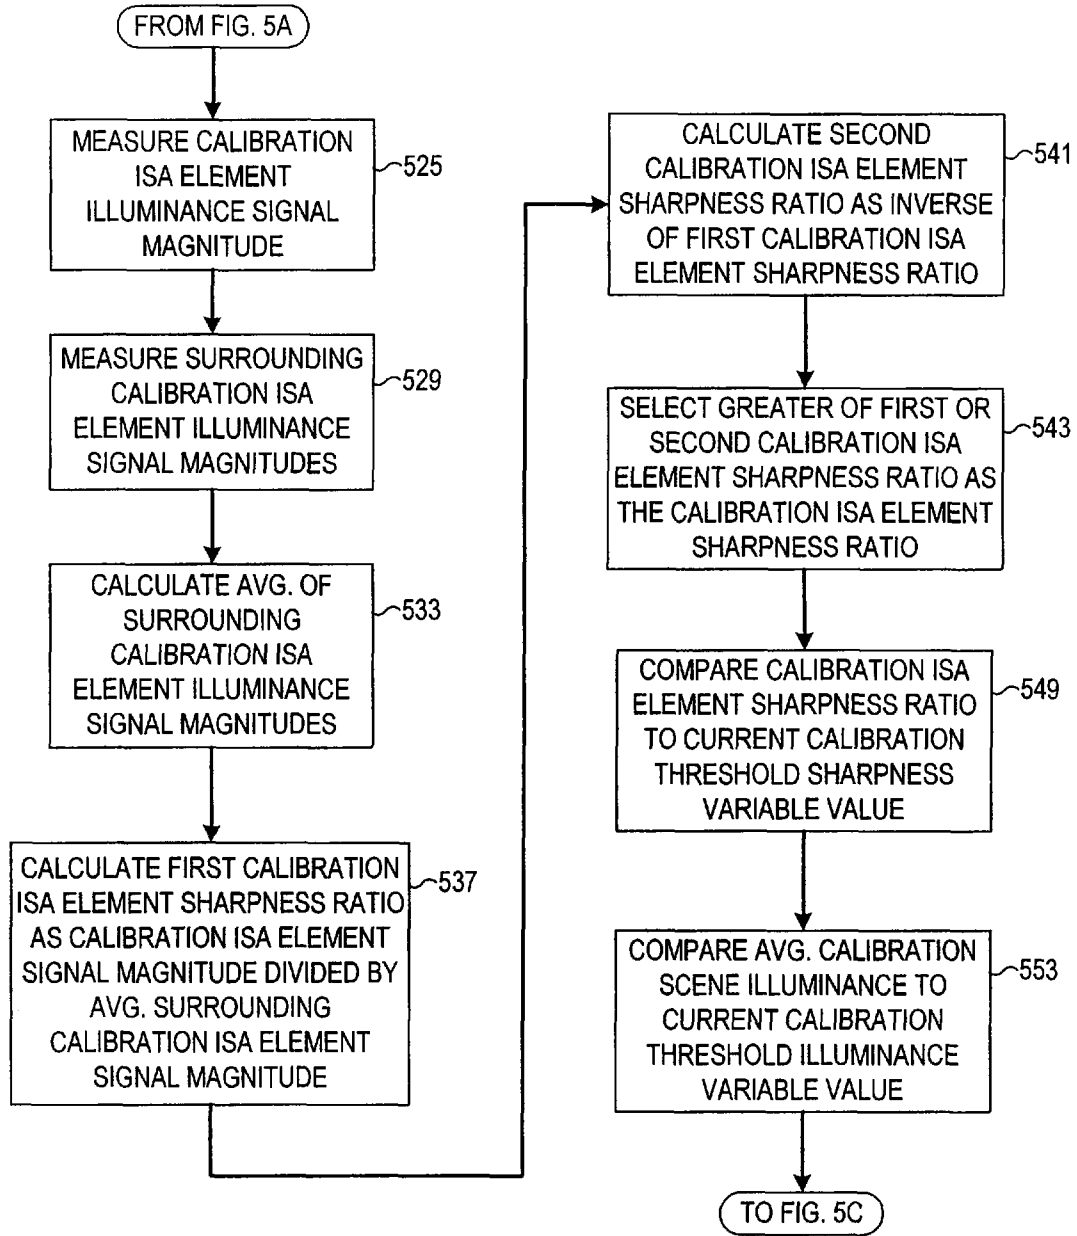 FROM FIG. 5A
MEASURE CALIBRATION
ISA ELEMENT
ILLUMINANCE SIGNAL
MAGNITUDE
525
MEASURE SURROUNDING
CALIBRATION ISA
ELEMENT ILLUMINANCE
SIGNAL MAGNITUDES
529
CALCULATE AVG. OF
SURROUNDING
CALIBRATION ISA
ELEMENT ILLUMINANCE
SIGNAL MAGNITUDES
533
CALCULATE FIRST CALIBRATION
ISA ELEMENT SHARPNESS RATIO
AS CALIBRATION ISA ELEMENT
SIGNAL MAGNITUDE DIVIDED BY
AVG. SURROUNDING
CALIBRATION ISA ELEMENT
SIGNAL MAGNITUDE
537
CALCULATE SECOND
CALIBRATION ISA ELEMENT
SHARPNESS RATIO AS INVERSE
OF FIRST CALIBRATION ISA
ELEMENT SHARPNESS RATIO
541
SELECT GREATER OF FIRST OR
SECOND CALIBRATION ISA
ELEMENT SHARPNESS RATIO AS
THE CALIBRATION ISA ELEMENT
SHARPNESS RATIO
543
COMPARE CALIBRATION ISA
ELEMENT SHARPNESS RATIO
TO CURRENT CALIBRATION
THRESHOLD SHARPNESS
VARIABLE VALUE
549
COMPARE AVG. CALIBRATION
SCENE ILLUMINANCE TO
CURRENT CALIBRATION
THRESHOLD ILLUMINANCE
VARIABLE VALUE
553
TO FIG. 5C